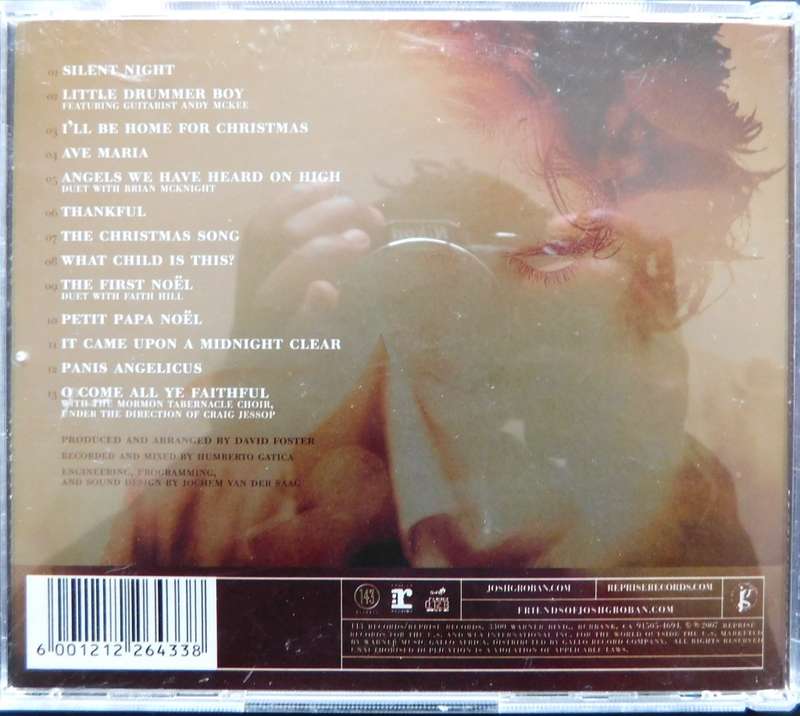 01 SILENT NIGHT
02 LITTLE DRUMMER BOY
FEATURING GUITARIST ANDY MCKEE
03 I'LL BE HOME FOR CHRISTMAS
04 AVE MARIA
05 ANGELS WE HAVE HEARD ON HIGH
DUET WITH BRIAN MCKNIGHT
06 THANKFUL
07 THE CHRISTMAS SONG
08 WHAT CHILD IS THIS?
09 THE FIRST NOËL
DUET WITH FAITH HILL
10 PETIT PAPA NOËL
11 IT CAME UPON A MIDNIGHT CLEAR
12 PANIS ANGELICUS
13 O COME ALL YE FAITHFUL
WITH THE MORMON TABERNACLE CHOIR,
UNDER THE DIRECTION OF CRAIG JESSOP
PRODUCED AND ARRANGED BY DAVID FOSTER
RECORDED AND MIXED BY HUMBERTO GATICA
ENGINEERING, PROGRAMMING,
AND SOUND DESIGN BY JOCHEM VAN DER SAAG
6 001212 264338
143
r
JOSHGROBAN.COM
REPRISERECORDS.COM
FRIENDSOFJOSHGROBAN.COM
143 RECORDS/REPRISE RECORDS, 3300 WARNER BLVD., BURBANK, CA 91505-4694. ©℗2007 REPRISE
RECORDS FOR THE U.S. AND WEA INTERNATIONAL INC. FOR THE WORLD OUTSIDE THE U.S. MARKETED
BY WARNER MUSIC GALLO AFRICA, DISTRIBUTED BY GALLO RECORD COMPANY. ALL RIGHTS RESERVED.
UNAUTHORISED DUPLICATION IS A VIOLATION OF APPLICABLE LAWS.